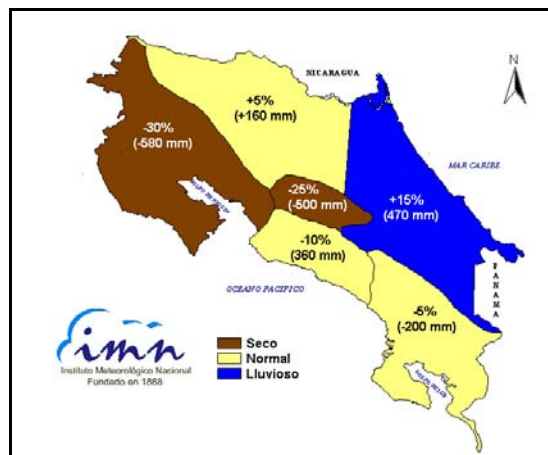 NICARAGUA
N
+5%
(+160 mm)
-30%
(-580 mm)
MAR CARIBE
-25%
(-500 mm)
+15%
(470 mm)
-10%
(360 mm)
OCEANO PACIFICO
PANAMA
-5%
(-200 mm)
imn
Instituto Meteorológico Nacional
Fundado en 1888
Seco
Normal
Lluvioso